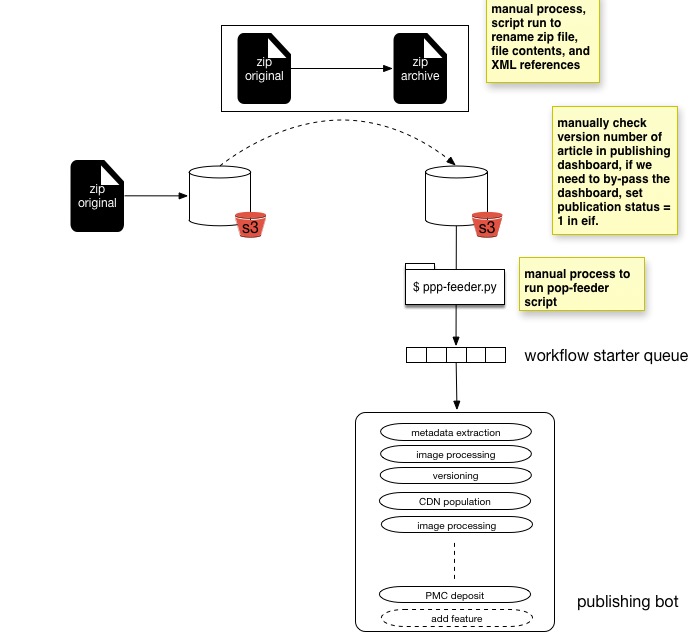 manual process,
script run to
rename zip file,
file contents, and
XML references
zip
original
zip
archive
manually check
version number of
article in publishing
dashboard, if we
need to by-pass the
dashboard, set
publication status =
1 in eif.
zip
original
s3
s3
$ ppp-feeder.py
manual process to
run pop-feeder
script
workflow starter queue
metadata extraction
image processing
versioning
CDN population
image processing
PMC deposit
add feature
publishing bot